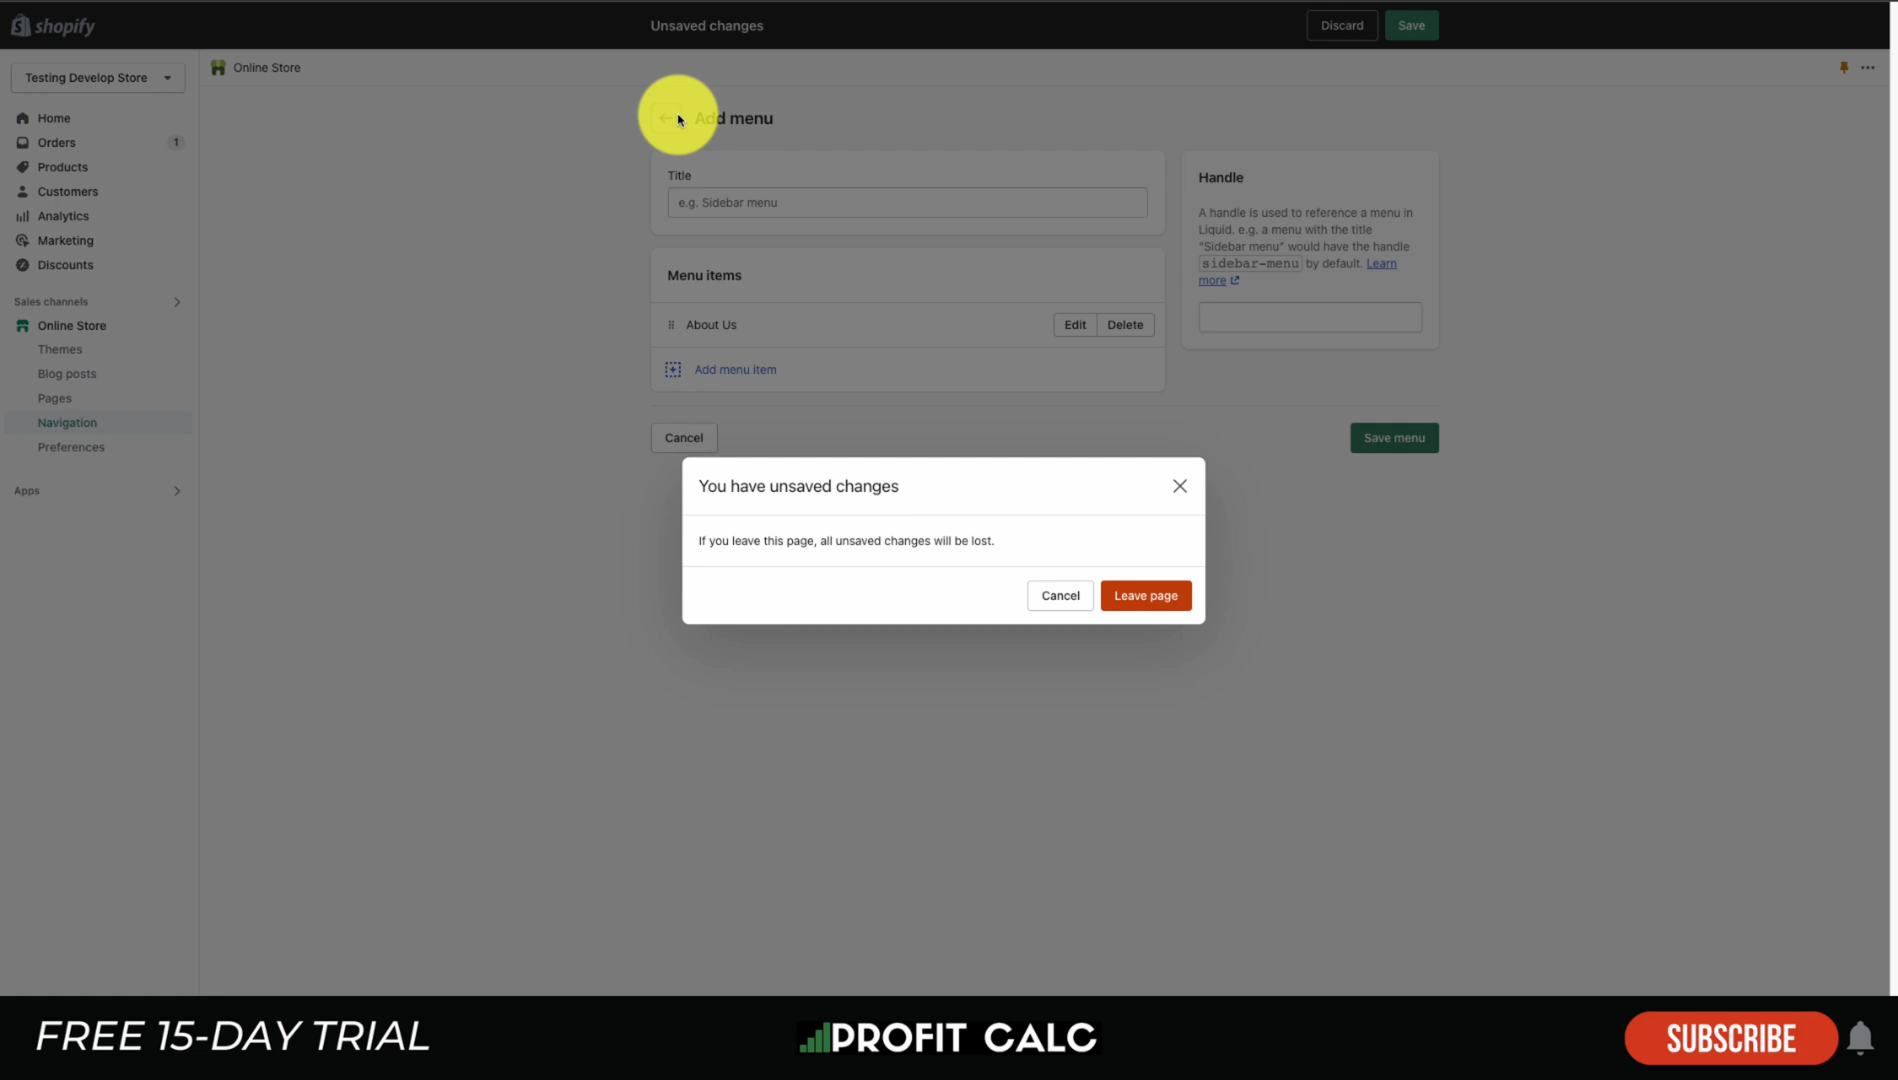 shopify
Unsaved changes
Discard
Save
Testing Develop Store
Online Store
Home
Orders
1
Products
Customers
Analytics
Marketing
Discounts
Sales channels
Online Store
Themes
Blog posts
Pages
Navigation
Preferences
Apps
Add menu
Title
e.g. Sidebar menu
Menu items
About Us
Edit
Delete
Add menu item
Handle
A handle is used to reference a menu in
Liquid. e.g. a menu with the title
“Sidebar menu” would have the handle
sidebar-menu by default. Learn
more
Cancel
Save menu
You have unsaved changes
If you leave this page, all unsaved changes will be lost.
Cancel
Leave page
FREE 15-DAY TRIAL
PROFIT CALC
SUBSCRIBE